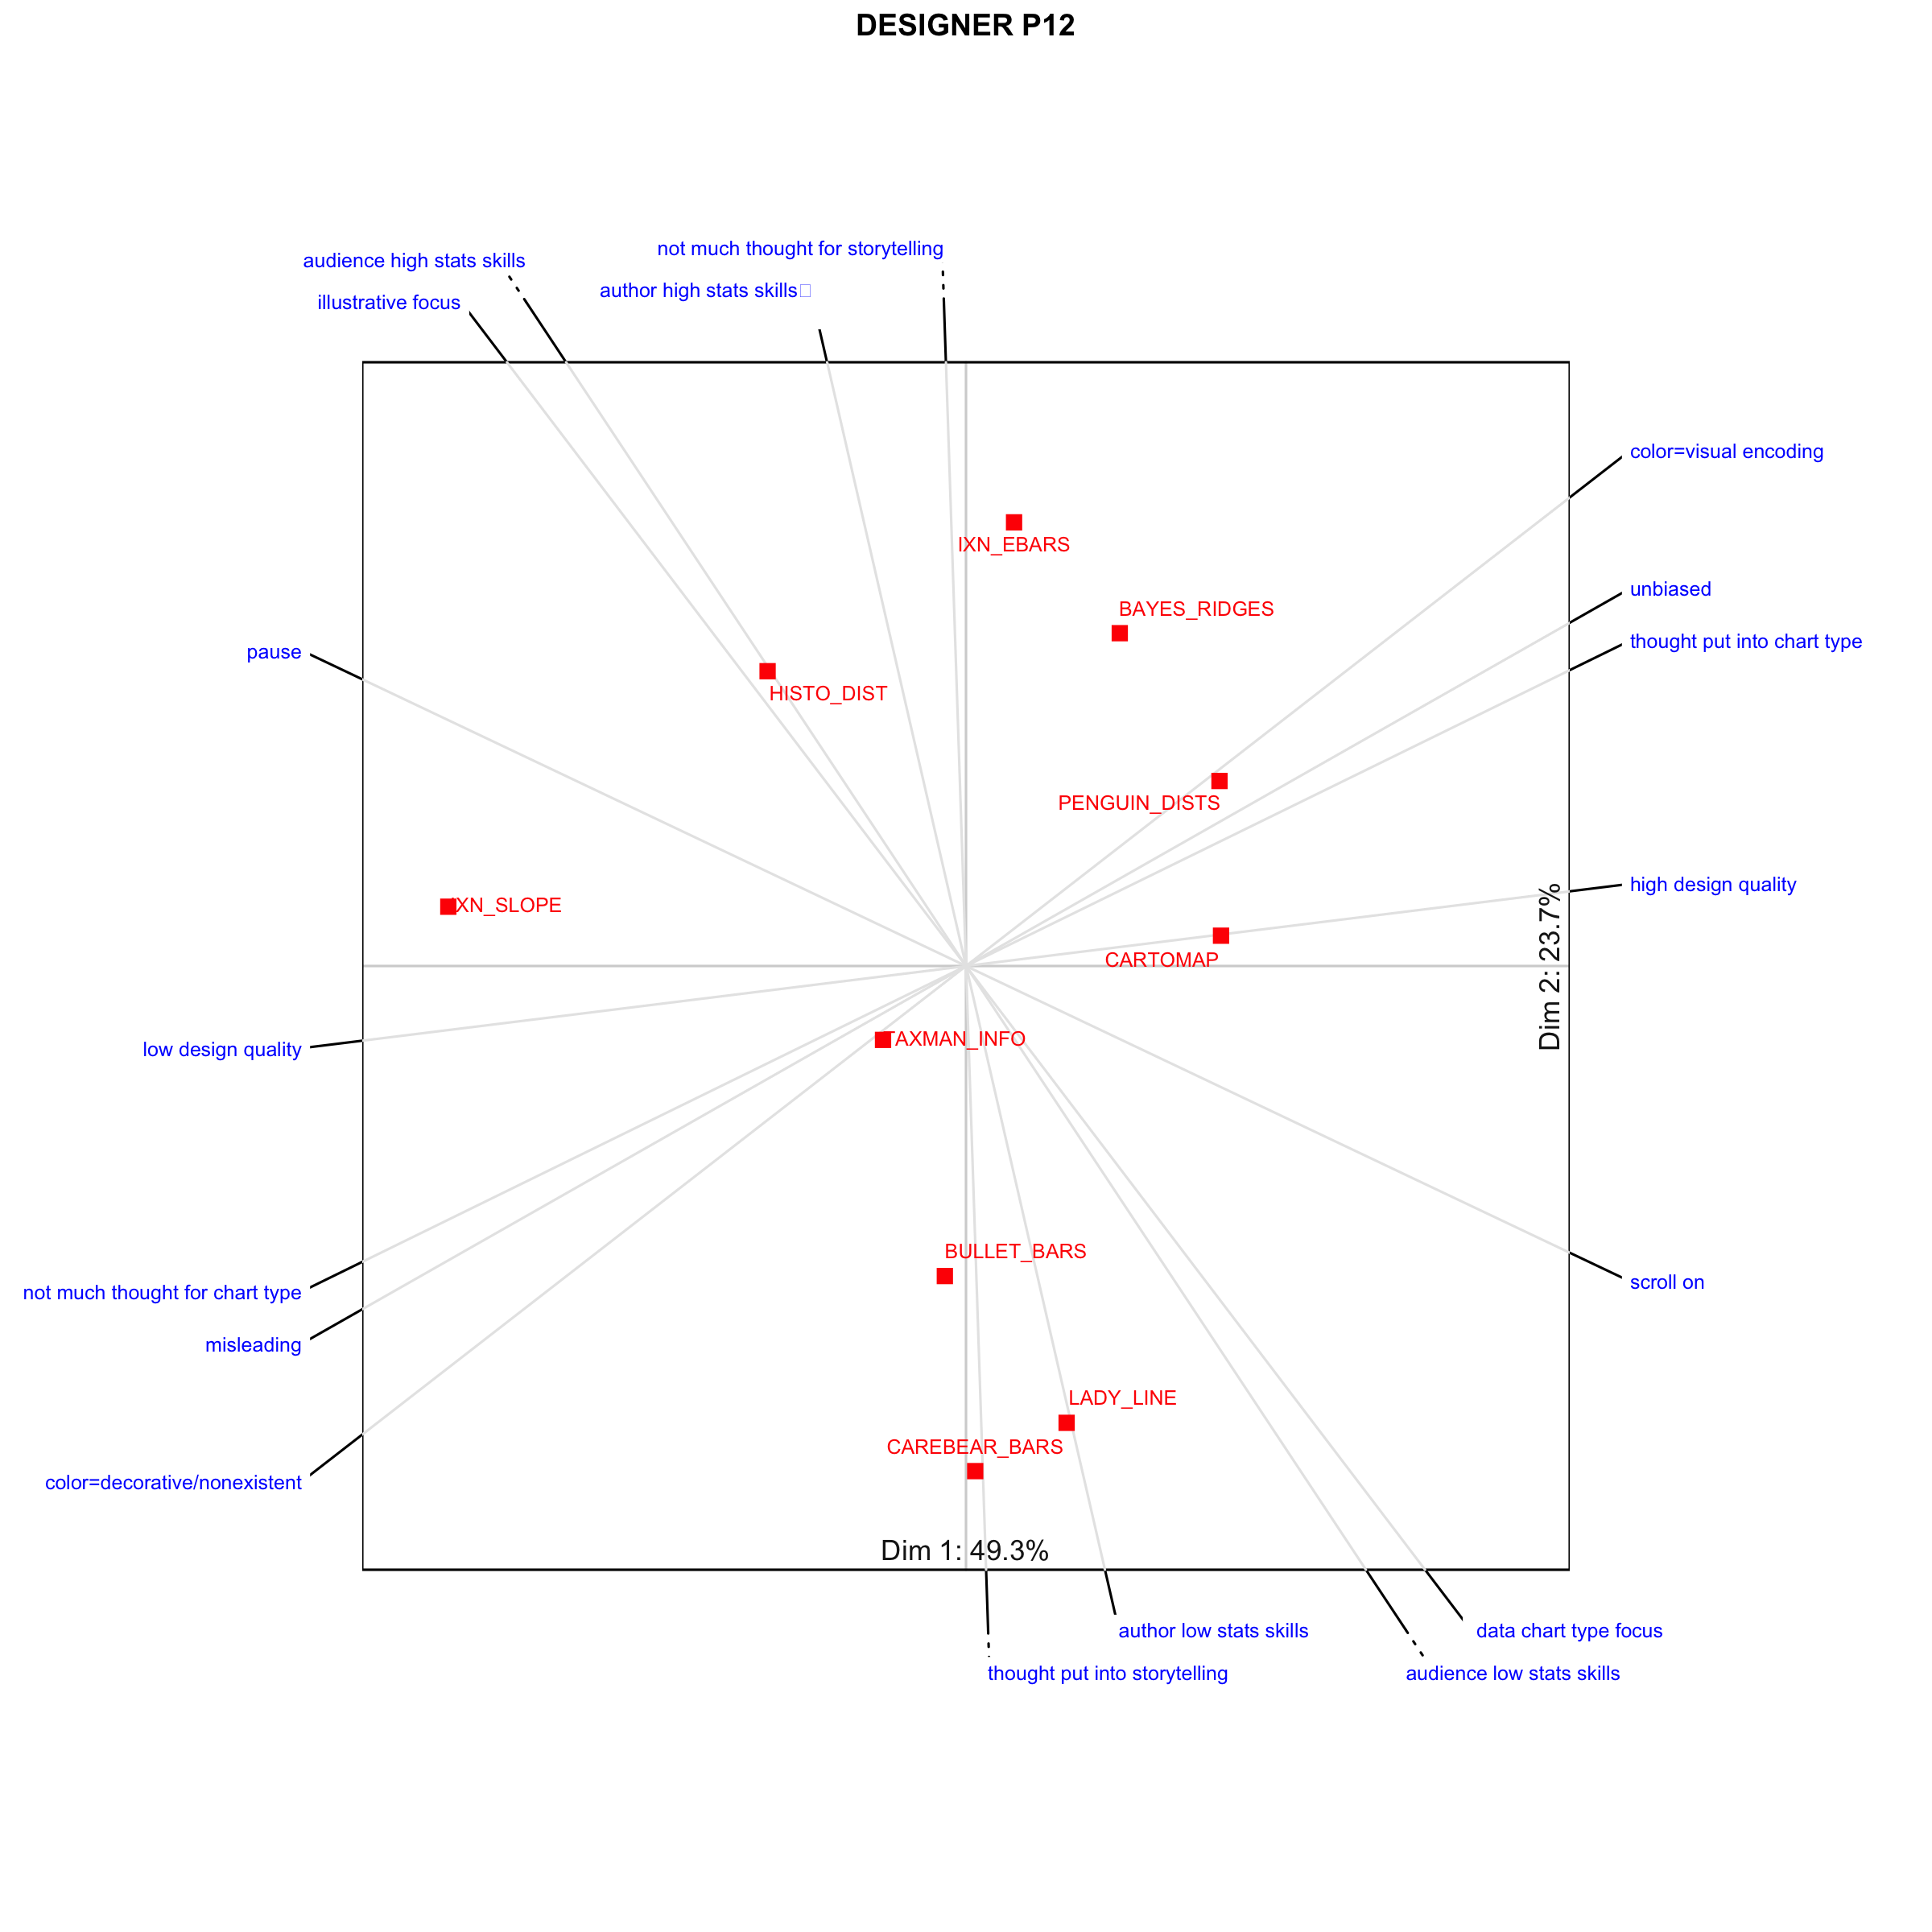 DESIGNER P12
not much thought for storytelling
audience high stats skills
author high stats skills
illustrative focus
color=visual encoding
IXN_EBARS
unbiased
BAYES_RIDGES
thought put into chart type
pause
HISTO_DIST
PENGUIN_DISTS
high design quality
IXN_SLOPE
CARTOMAP
Dim 2: 23.7%
TAXMAN_INFO
low design quality
BULLET_BARS
scroll on
not much thought for chart type
misleading
LADY_LINE
CAREBEAR_BARS
color=decorative/nonexistent
Dim 1: 49.3%
author low stats skills
data chart type focus
thought put into storytelling
audience low stats skills